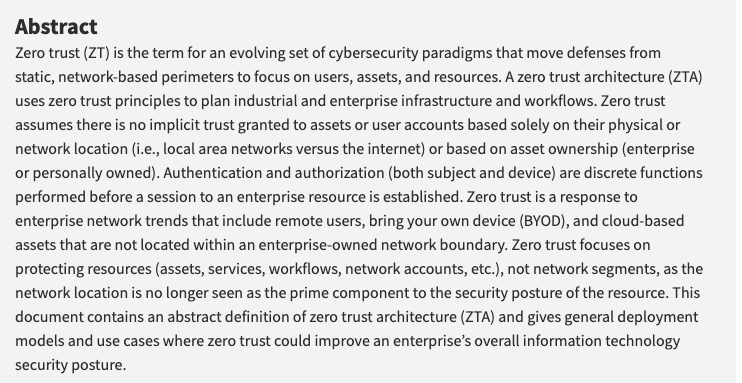 Abstract
Zero trust (ZT) is the term for an evolving set of cybersecurity paradigms that move defenses from
static, network-based perimeters to focus on users, assets, and resources. A zero trust architecture (ZTA)
uses zero trust principles to plan industrial and enterprise infrastructure and workflows. Zero trust
assumes there is no implicit trust granted to assets or user accounts based solely on their physical or
network location (i.e., local area networks versus the internet) or based on asset ownership (enterprise
or personally owned). Authentication and authorization (both subject and device) are discrete functions
performed before a session to an enterprise resource is established. Zero trust is a response to
enterprise network trends that include remote users, bring your own device (BYOD), and cloud-based
assets that are not located within an enterprise-owned network boundary. Zero trust focuses on
protecting resources (assets, services, workflows, network accounts, etc.), not network segments, as the
network location is no longer seen as the prime component to the security posture of the resource. This
document contains an abstract definition of zero trust architecture (ZTA) and gives general deployment
models and use cases where zero trust could improve an enterprise’s overall information technology
security posture.